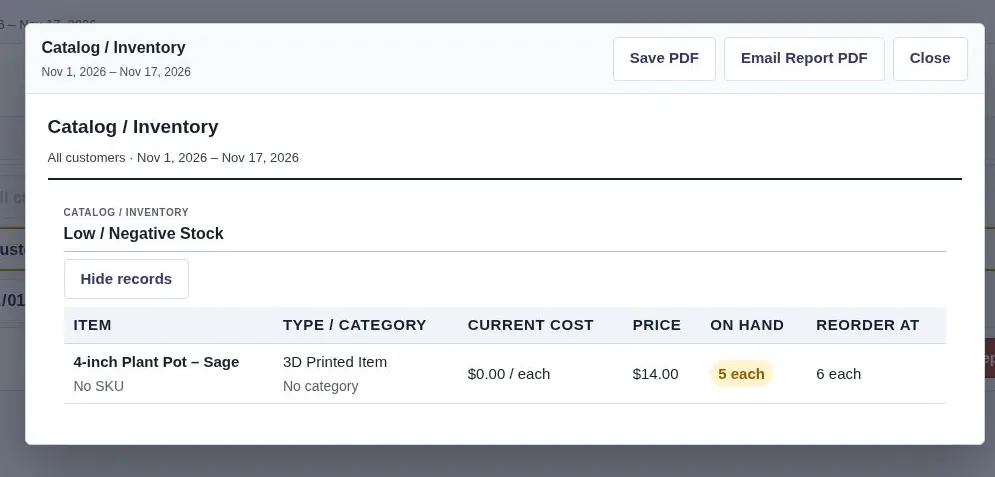 Catalog / Inventory
Nov 1, 2026 – Nov 17, 2026
Save PDF
Email Report PDF
Close
Catalog / Inventory
All customers · Nov 1, 2026 – Nov 17, 2026
CATALOG / INVENTORY
Low / Negative Stock
Hide records
ITEM TYPE / CATEGORY CURRENT COST PRICE ON HAND REORDER AT
4-inch Plant Pot – Sage 3D Printed Item $0.00 / each $14.00 5 each 6 each
No SKU No category